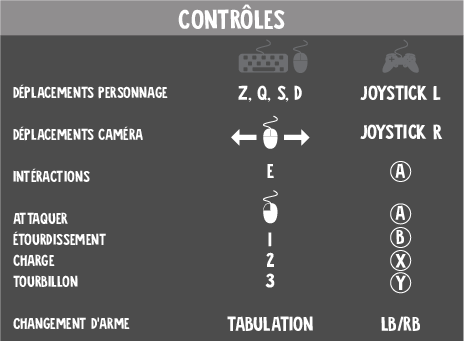 CONTRÔLES
DÉPLACEMENTS PERSONNAGE Z, Q, S, D JOYSTICK L
DÉPLACEMENTS CAMÉRA JOYSTICK R
INTÉRACTIONS E A
ATTAQUER A
ÉTOURDISSEMENT 1 B
CHARGE 2 X
TOURBILLON 3 Y
CHANGEMENT D'ARME TABULATION LB/RB